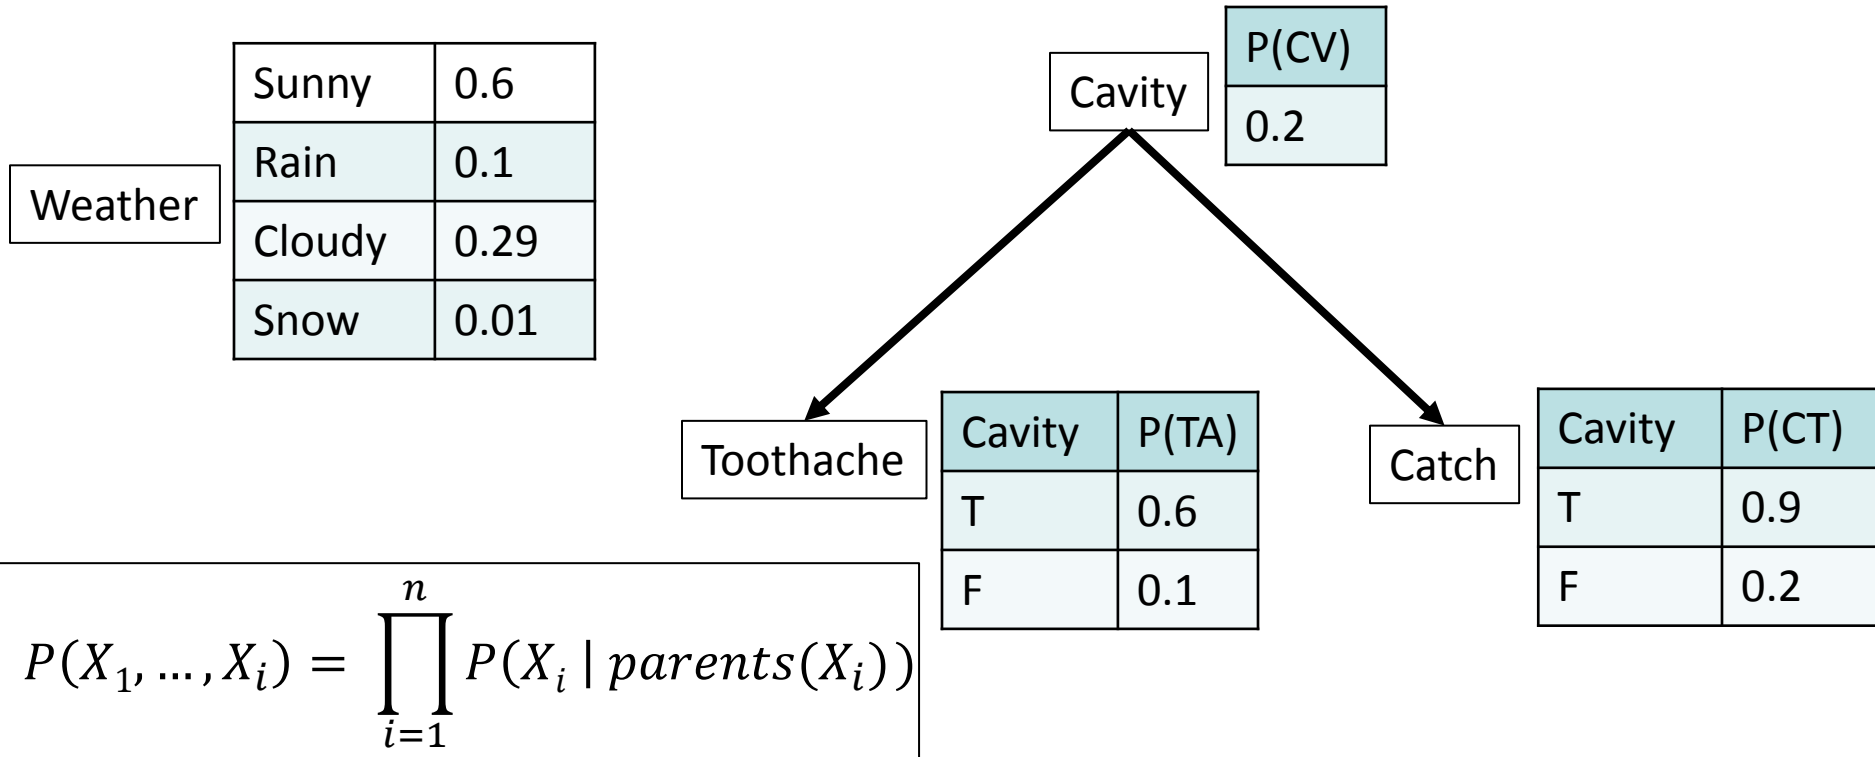 Weather
Sunny 0.6
Rain 0.1
Cloudy 0.29
Snow 0.01
Cavity
P(CV)
0.2
Toothache
Cavity P(TA)
T 0.6
F 0.1
Catch
Cavity P(CT)
T 0.9
F 0.2
P(X₁, ..., Xᵢ) = ∏ᵢ₌₁ⁿ P(Xᵢ | parents(Xᵢ))